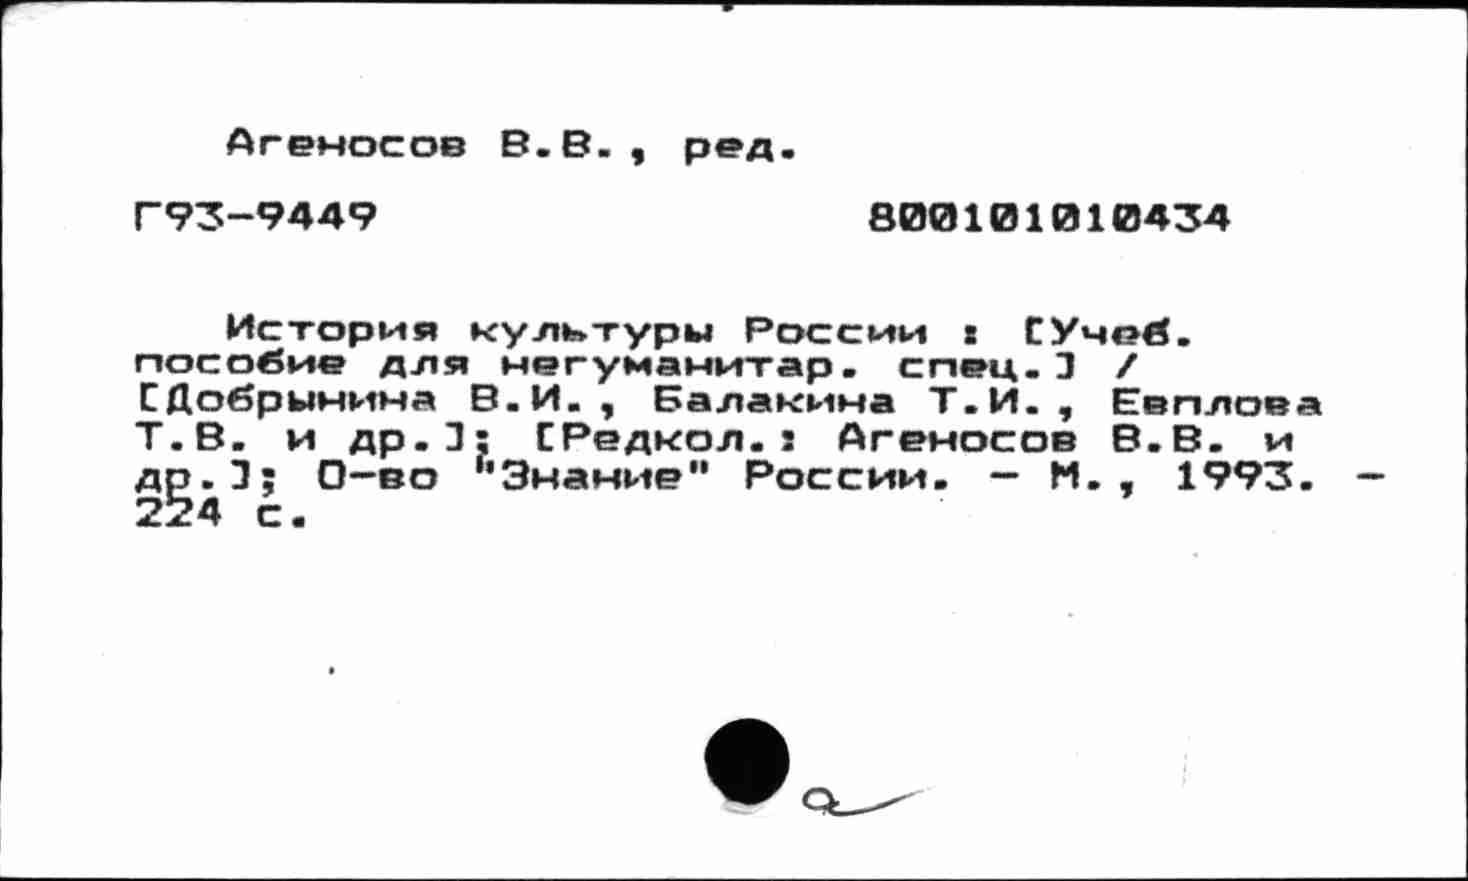 Агеносов В.В., ред.
Г93-9449 800101010434
История культуры России : [Учеб.
пособие для негуманитар. спец.] /
[Добрынина В.И., Балакина Т.И., Евплова
Т.В. и др.]; [Редкол.: Агеносов В.В. и
др.]; О-во "Знание" России. - М., 1993. -
224 с.
а